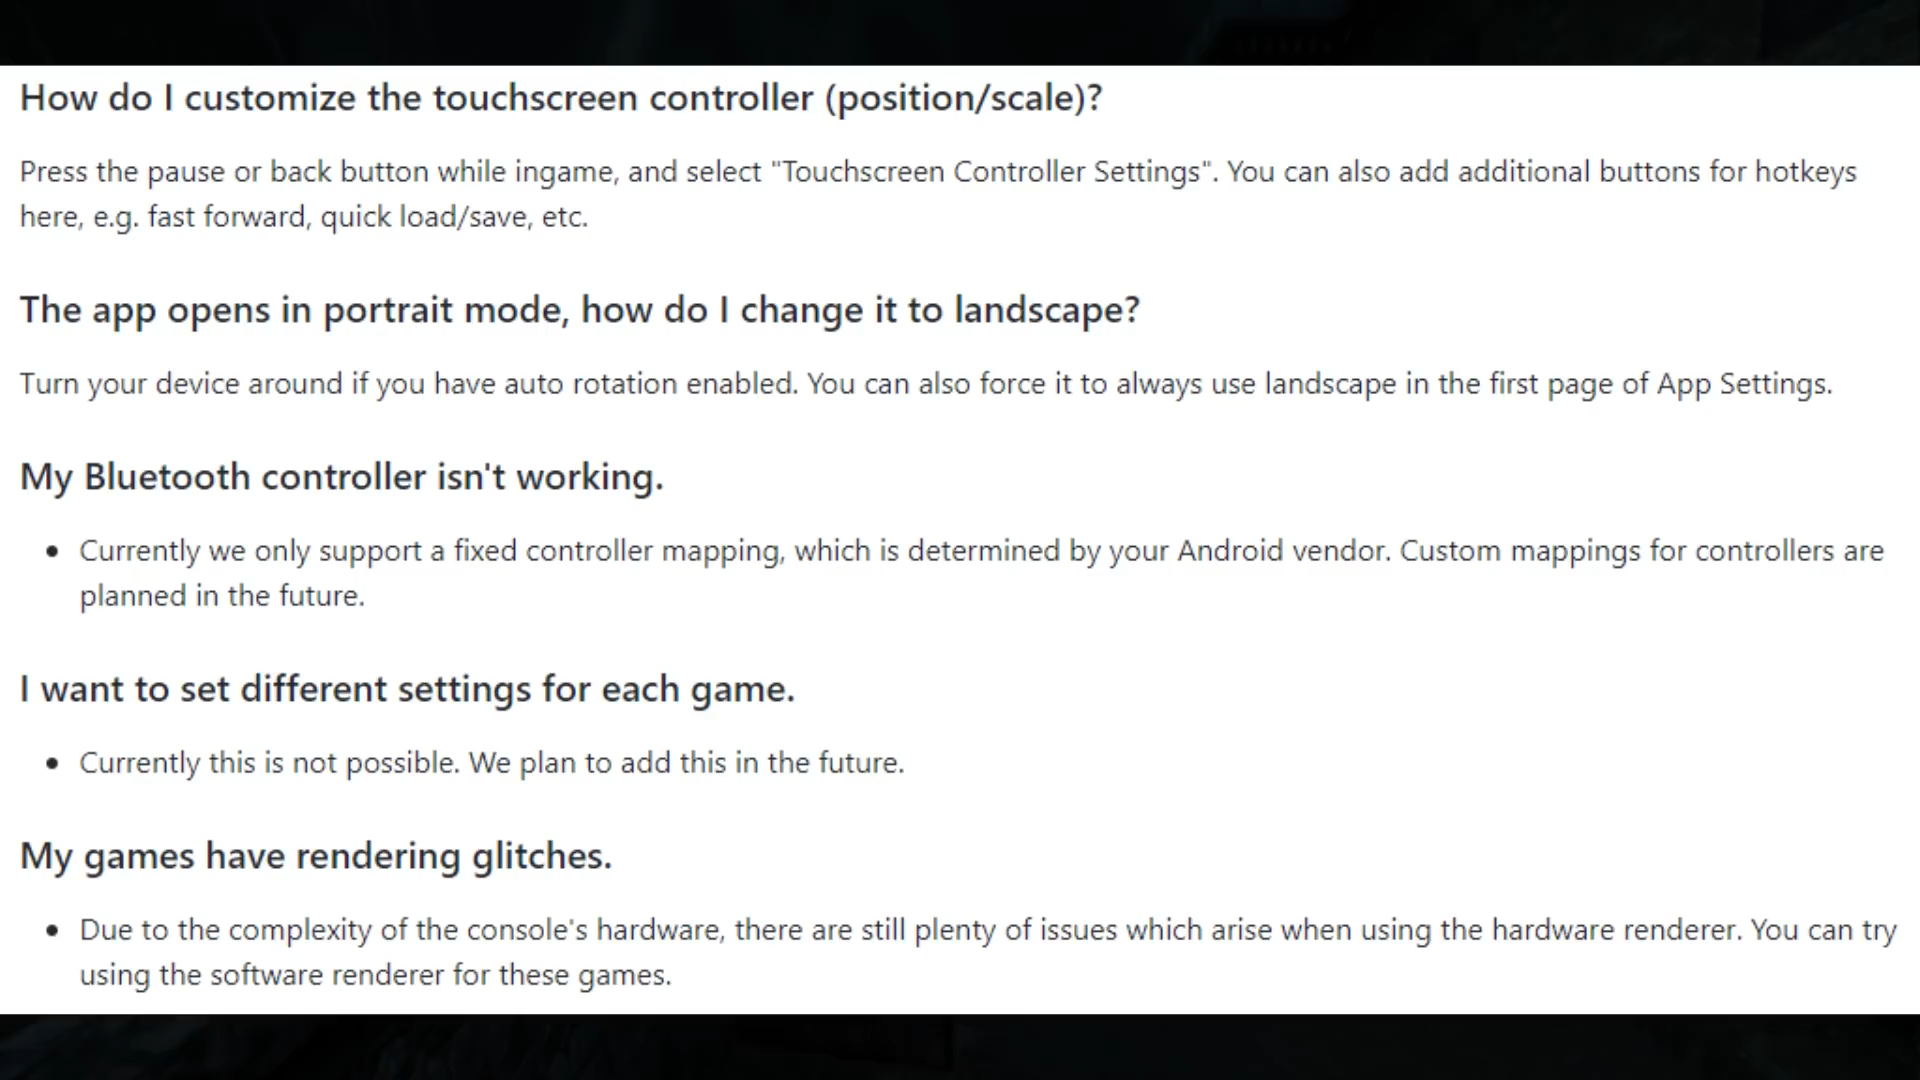 How do I customize the touchscreen controller (position/scale)?
Press the pause or back button while ingame, and select "Touchscreen Controller Settings". You can also add additional buttons for hotkeys
here, e.g. fast forward, quick load/save, etc.
The app opens in portrait mode, how do I change it to landscape?
Turn your device around if you have auto rotation enabled. You can also force it to always use landscape in the first page of App Settings.
My Bluetooth controller isn't working.
• Currently we only support a fixed controller mapping, which is determined by your Android vendor. Custom mappings for controllers are
planned in the future.
I want to set different settings for each game.
• Currently this is not possible. We plan to add this in the future.
My games have rendering glitches.
• Due to the complexity of the console's hardware, there are still plenty of issues which arise when using the hardware renderer. You can try
using the software renderer for these games.